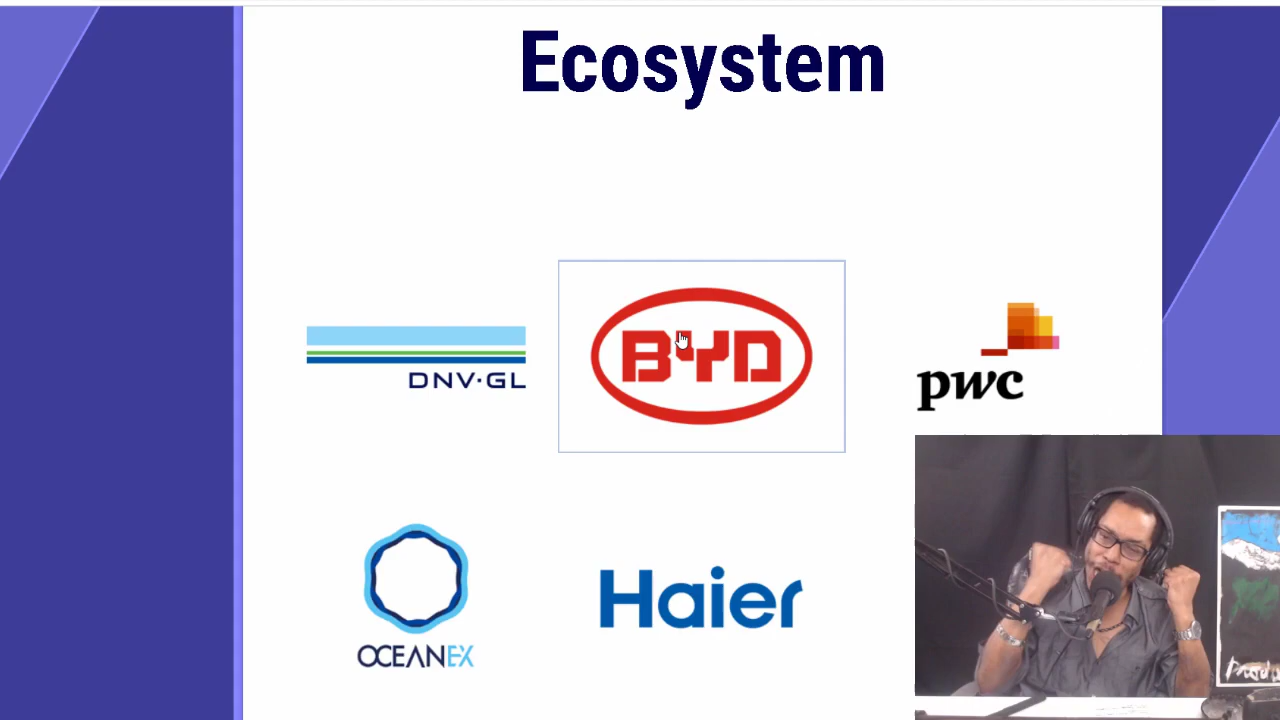 Ecosystem
DNV·GL
BYD
pwc
OCEANEX
Haier